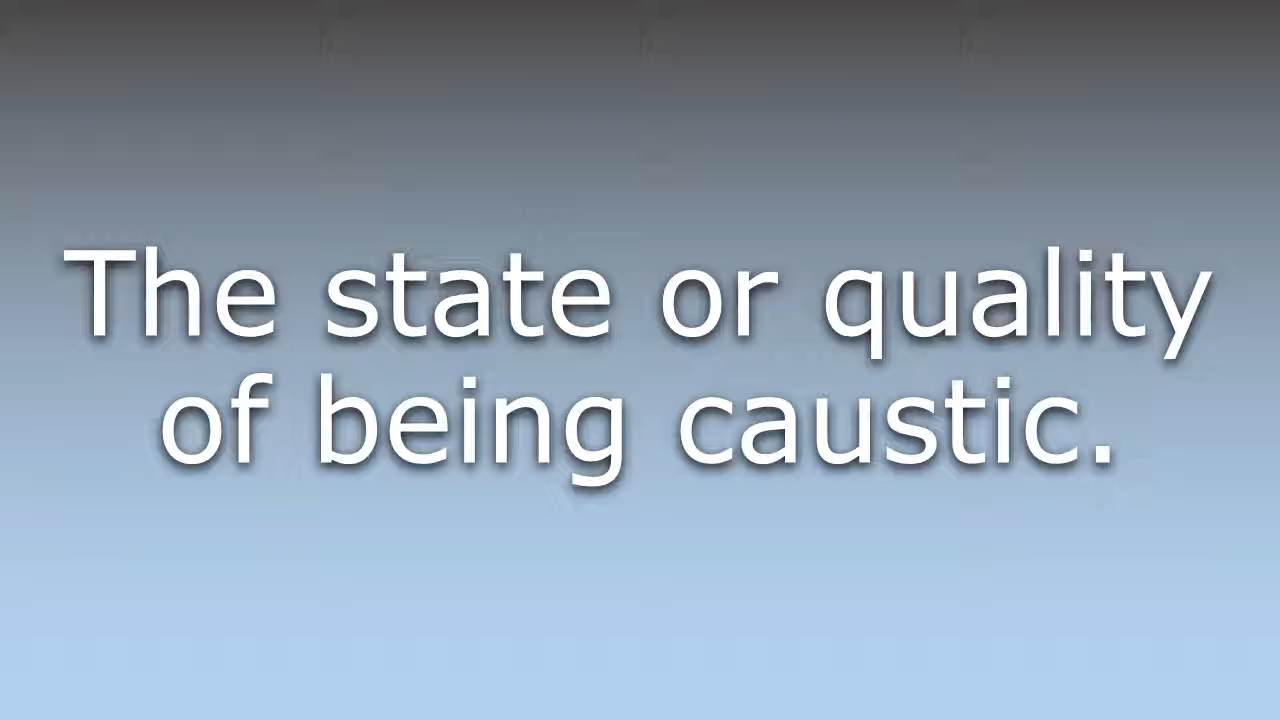 The state or quality
of being caustic.